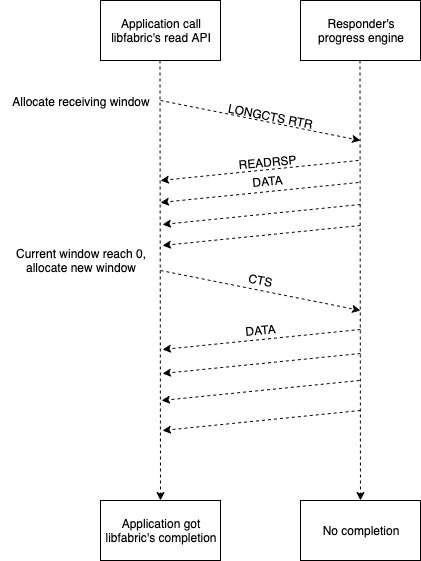 Application call
libfabric's read API
Responder's
progress engine
Allocate receiving window
LONGCTS RTR
READRSP
DATA
Current window reach 0,
allocate new window
CTS
DATA
Application got
libfabric's completion
No completion